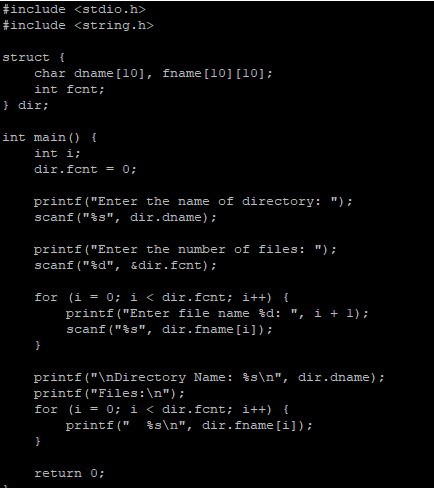 #include <stdio.h>
#include <string.h>
struct {
    char dname[10], fname[10][10];
    int fcnt;
} dir;
int main() {
    int i;
    dir.fcnt = 0;
    printf("Enter the name of directory: ");
    scanf("%s", dir.dname);
    printf("Enter the number of files: ");
    scanf("%d", &dir.fcnt);
    for (i = 0; i < dir.fcnt; i++) {
        printf("Enter file name %d: ", i + 1);
        scanf("%s", dir.fname[i]);
    }
    printf("\nDirectory Name: %s\n", dir.dname);
    printf("Files:\n");
    for (i = 0; i < dir.fcnt; i++) {
        printf("  %s\n", dir.fname[i]);
    }
    return 0;
}